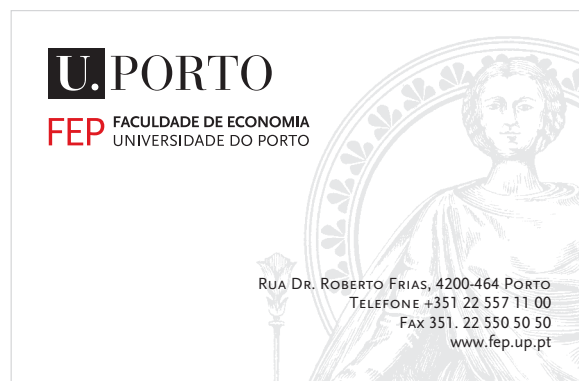 U. PORTO
FEP FACULDADE DE ECONOMIA
UNIVERSIDADE DO PORTO
Rua Dr. Roberto Frias, 4200-464 Porto
Telefone +351 22 557 11 00
Fax 351. 22 550 50 50
www.fep.up.pt